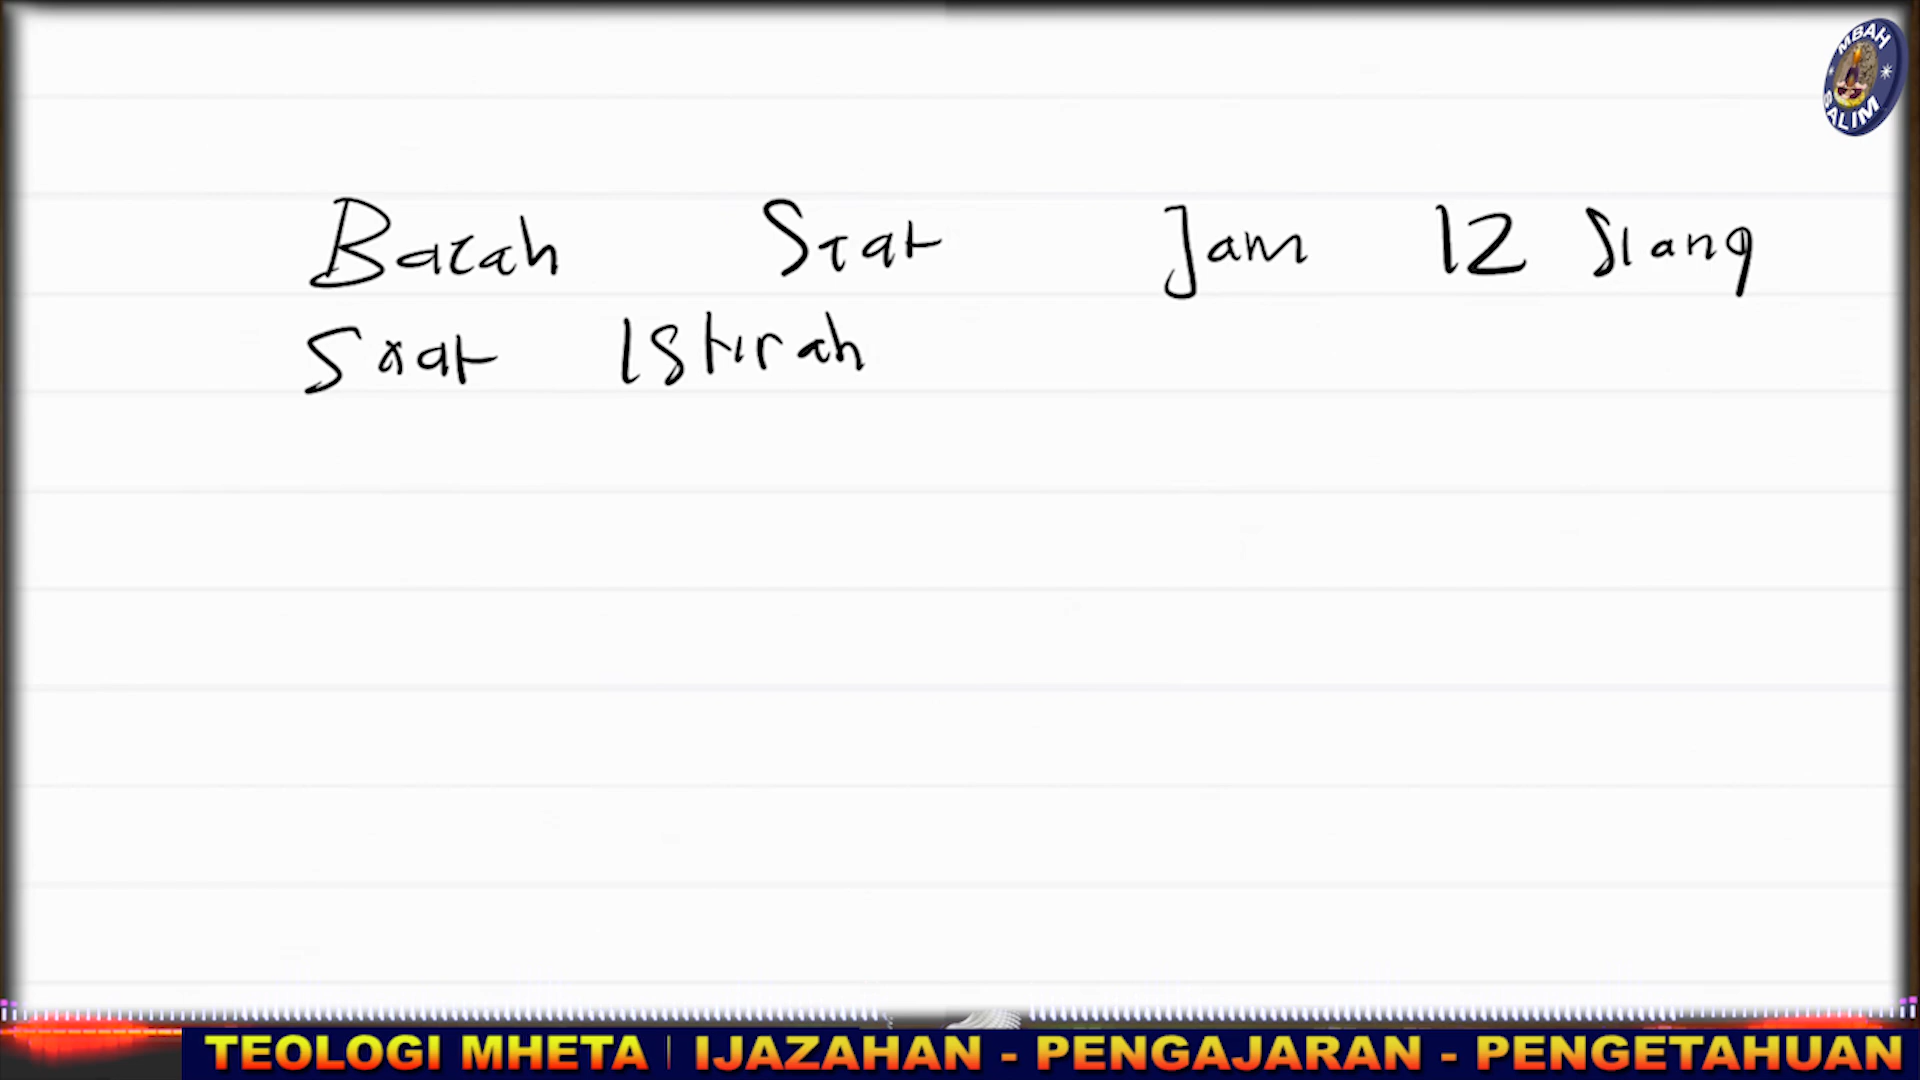 MBAH SALIM
Bacah Saat Jam 12 Siang
Saat Istirah
TEOLOGI MHETA | IJAZAHAN - PENGAJARAN - PENGETAHUAN